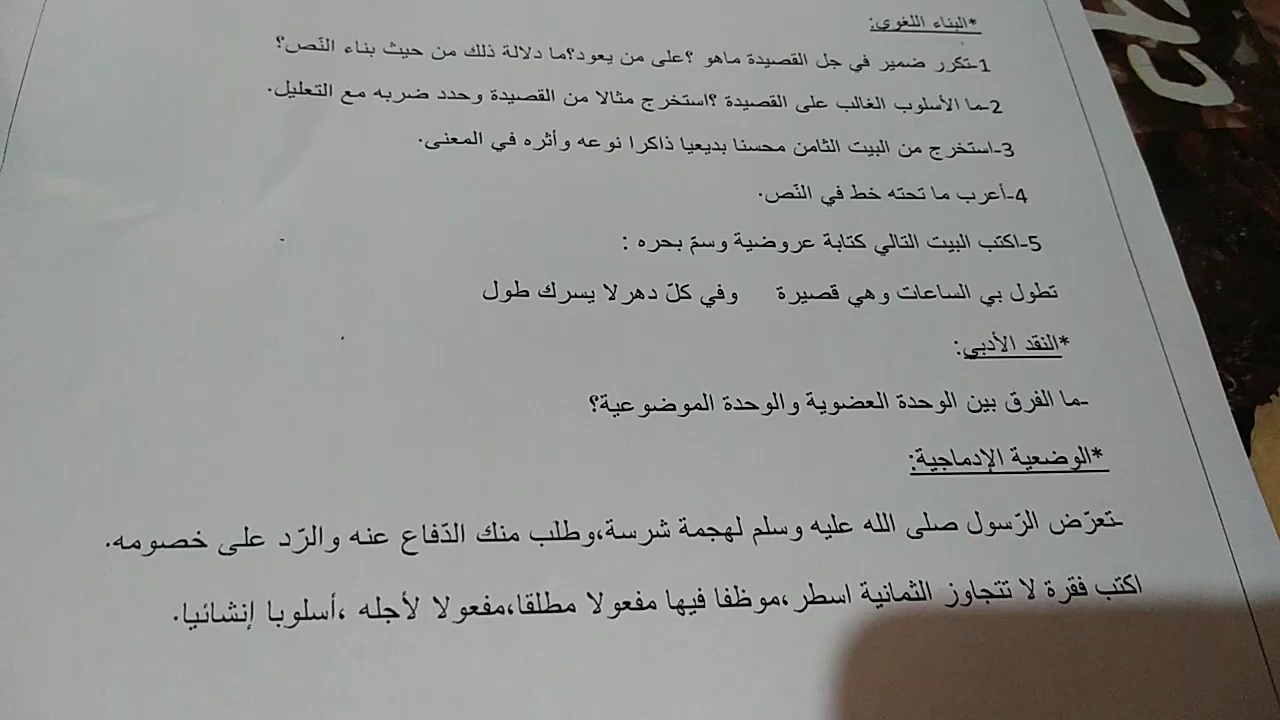 *البناء اللغوي:
1-تكرر ضمير في جل القصيدة ماهو ؟على من يعود؟ما دلالة ذلك من حيث بناء النّص؟
2-ما الأسلوب الغالب على القصيدة ؟استخرج مثالا من القصيدة وحدد ضربه مع التعليل.
3-استخرج من البيت الثامن محسنا بديعيا ذاكرا نوعه وأثره في المعنى.
4-أعرب ما تحته خط في النّص.
5-اكتب البيت التالي كتابة عروضية وسمّ بحره :
تطول بي الساعات وهي قصيرة وفي كلّ دهرلا يسرك طول
*النقد الأدبي:
-ما الفرق بين الوحدة العضوية والوحدة الموضوعية؟
*الوضعية الإدماجية:
-تعرّض الرّسول صلى الله عليه وسلم لهجمة شرسة،وطلب منك الدّفاع عنه والرّد على خصومه.
اكتب فقرة لا تتجاوز الثمانية اسطر،موظفا فيها مفعولا مطلقا،مفعولا لأجله ،أسلوبا إنشائيا.